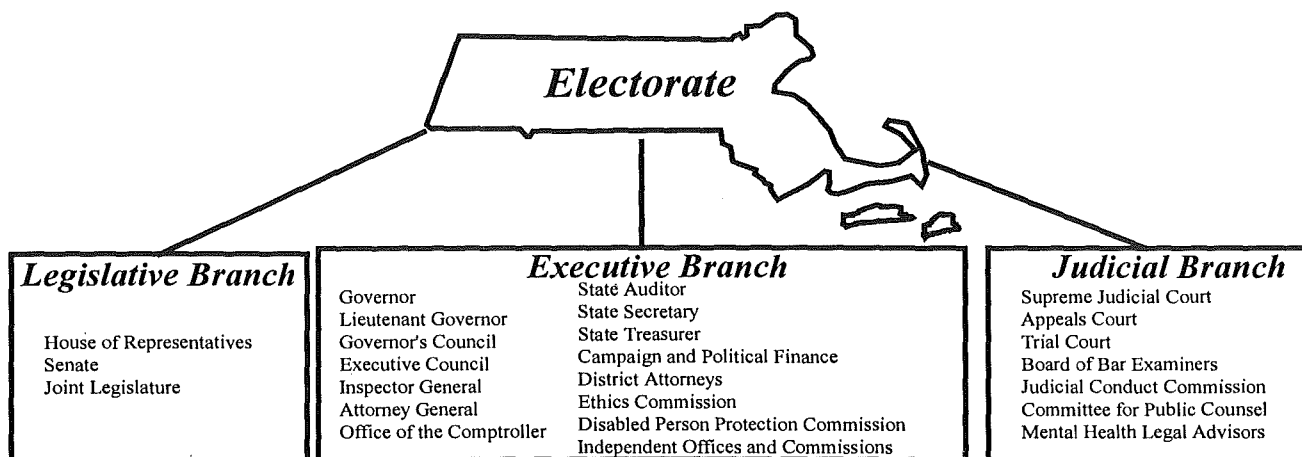 Electorate
Legislative Branch
House of Representatives
Senate
Joint Legislature
Executive Branch
Governor
Lieutenant Governor
Governor's Council
Executive Council
Inspector General
Attorney General
Office of the Comptroller
State Auditor
State Secretary
State Treasurer
Campaign and Political Finance
District Attorneys
Ethics Commission
Disabled Person Protection Commission
Independent Offices and Commissions
Judicial Branch
Supreme Judicial Court
Appeals Court
Trial Court
Board of Bar Examiners
Judicial Conduct Commission
Committee for Public Counsel
Mental Health Legal Advisors